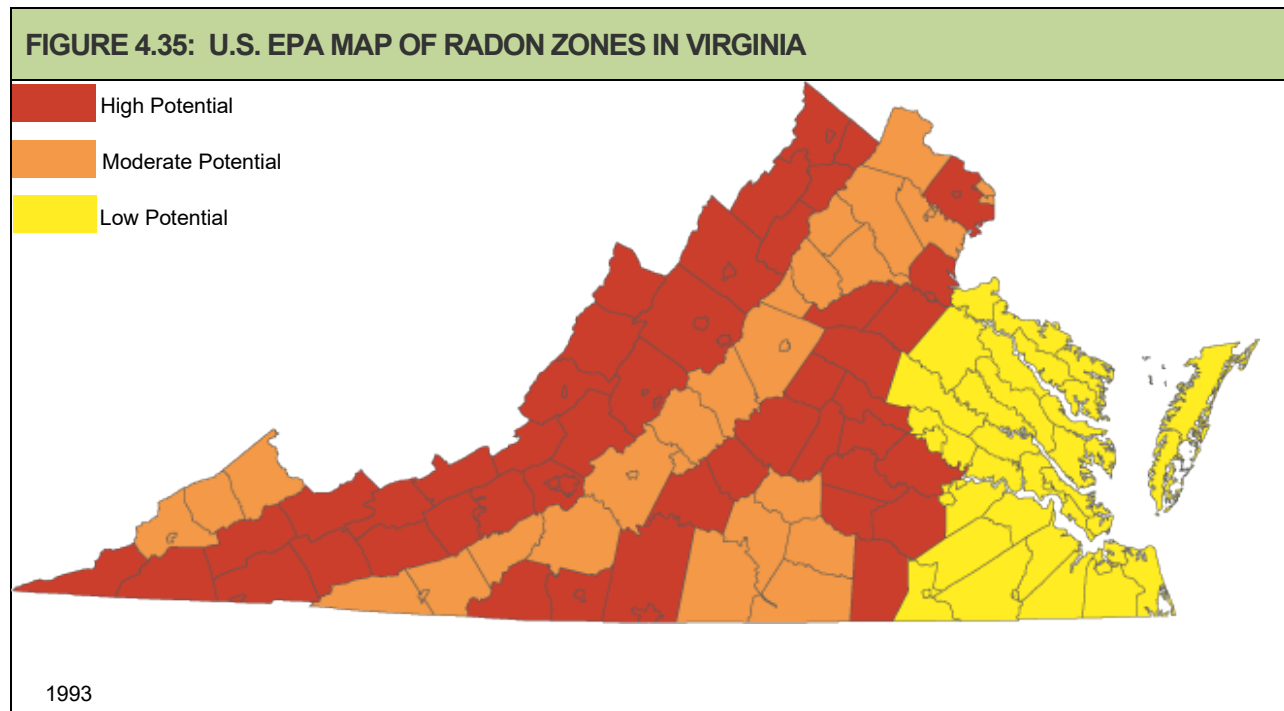 FIGURE 4.35: U.S. EPA MAP OF RADON ZONES IN VIRGINIA
High Potential
Moderate Potential
Low Potential
1993